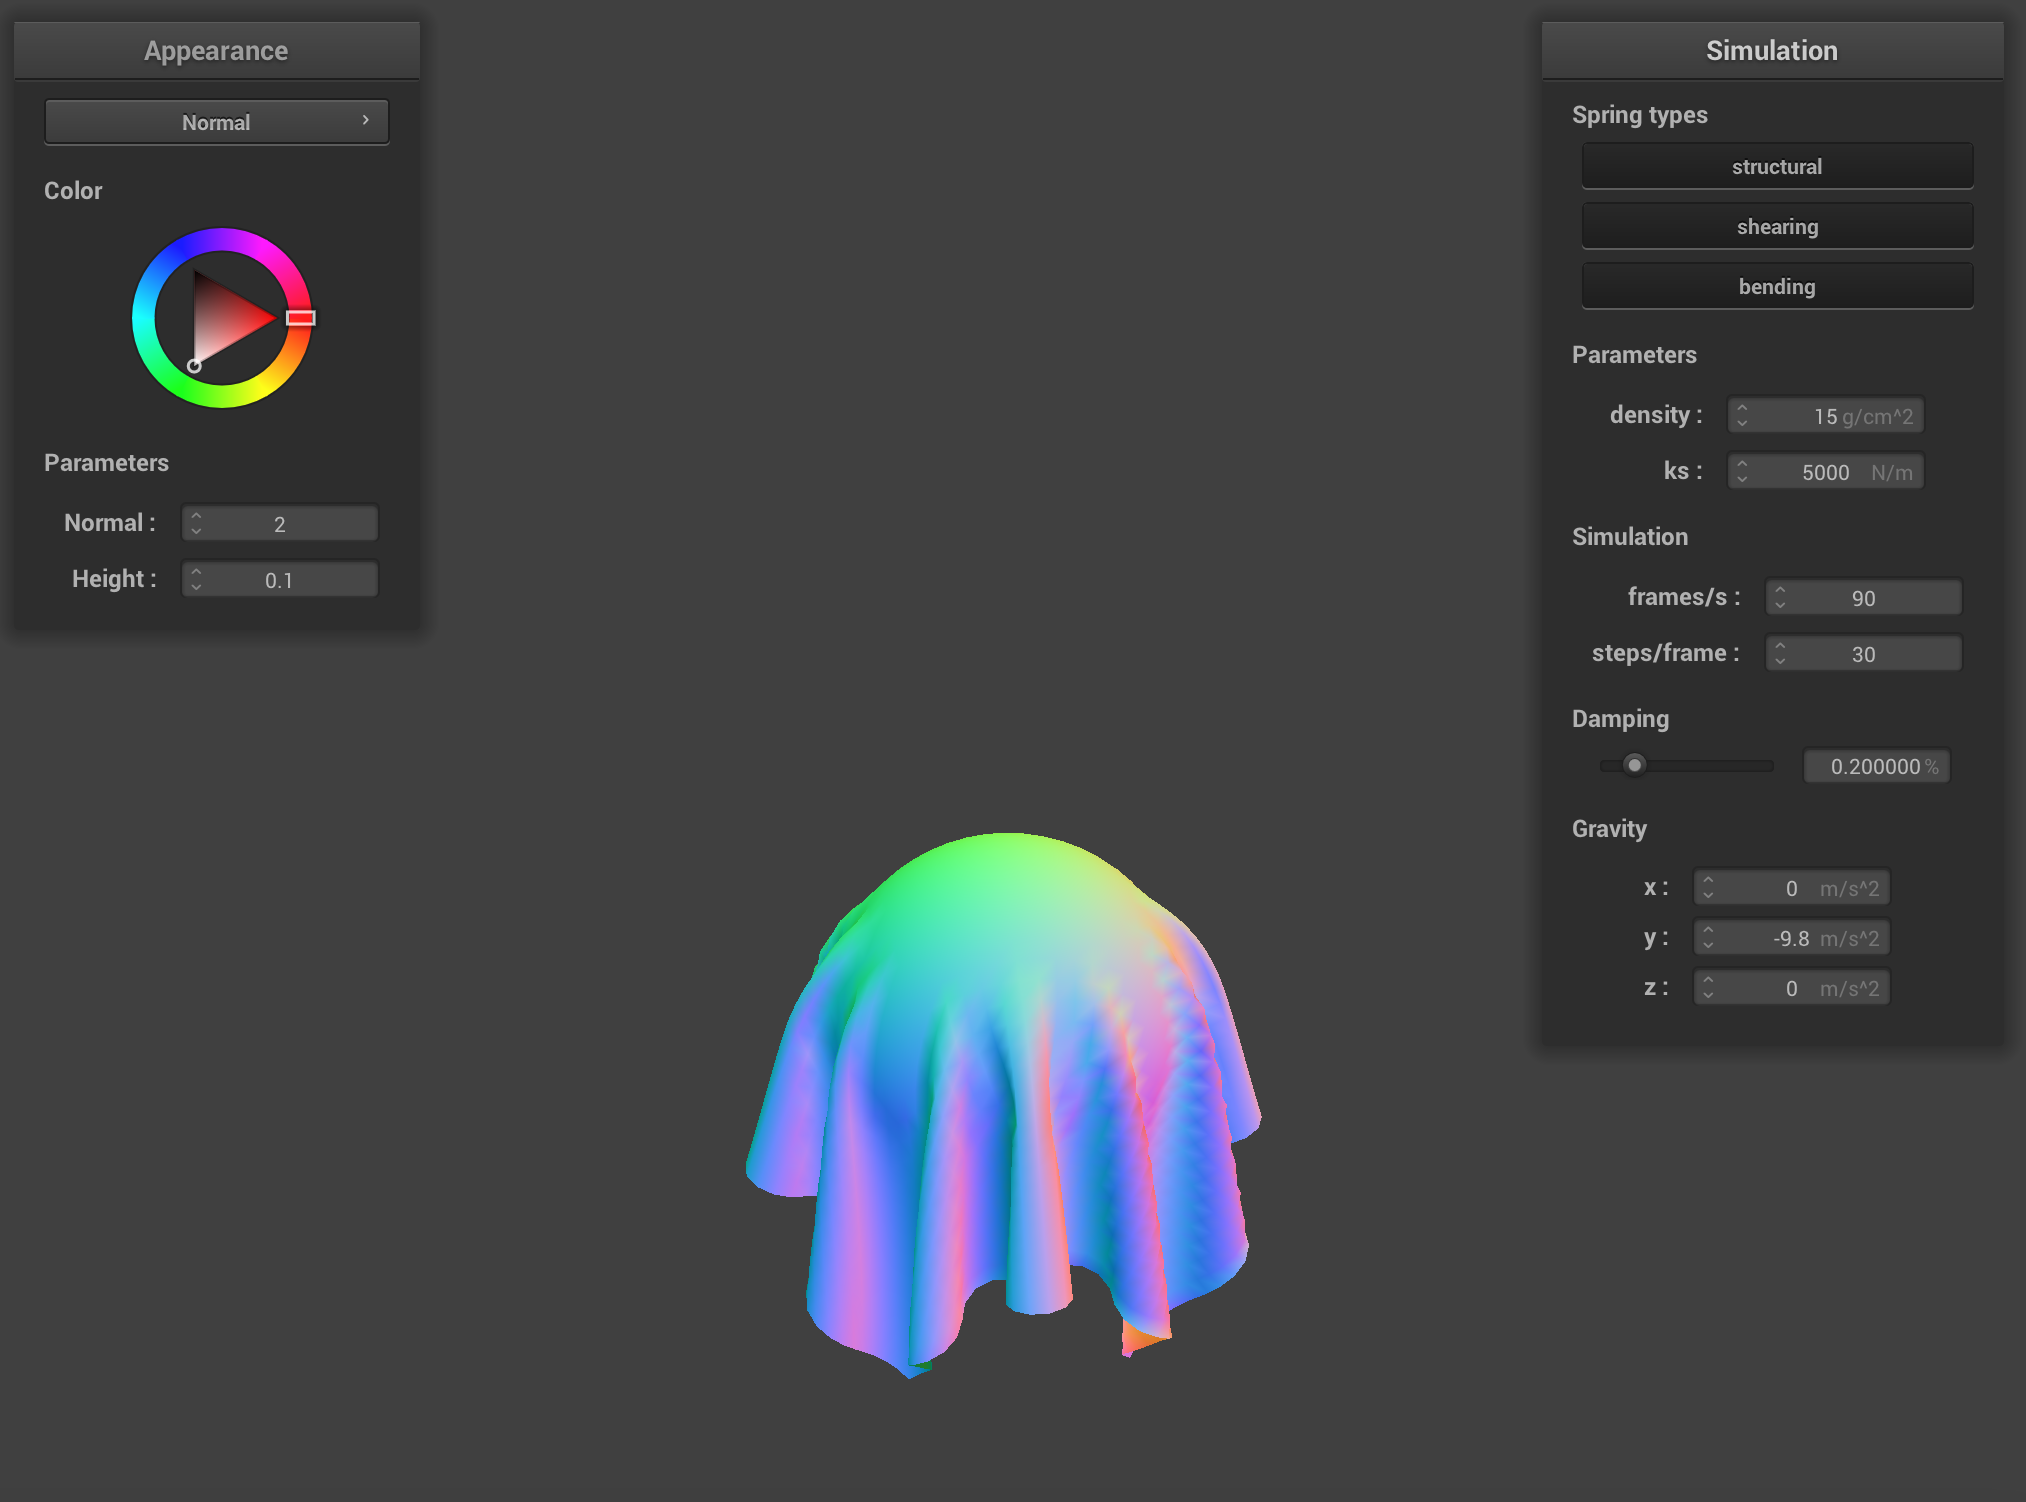 Appearance
Normal
Color
Parameters
Normal : 2
Height : 0.1
Simulation
Spring types
structural
shearing
bending
Parameters
density : 15 g/cm^2
ks : 5000 N/m
Simulation
frames/s : 90
steps/frame : 30
Damping
0.200000 %
Gravity
x : 0 m/s^2
y : -9.8 m/s^2
z : 0 m/s^2